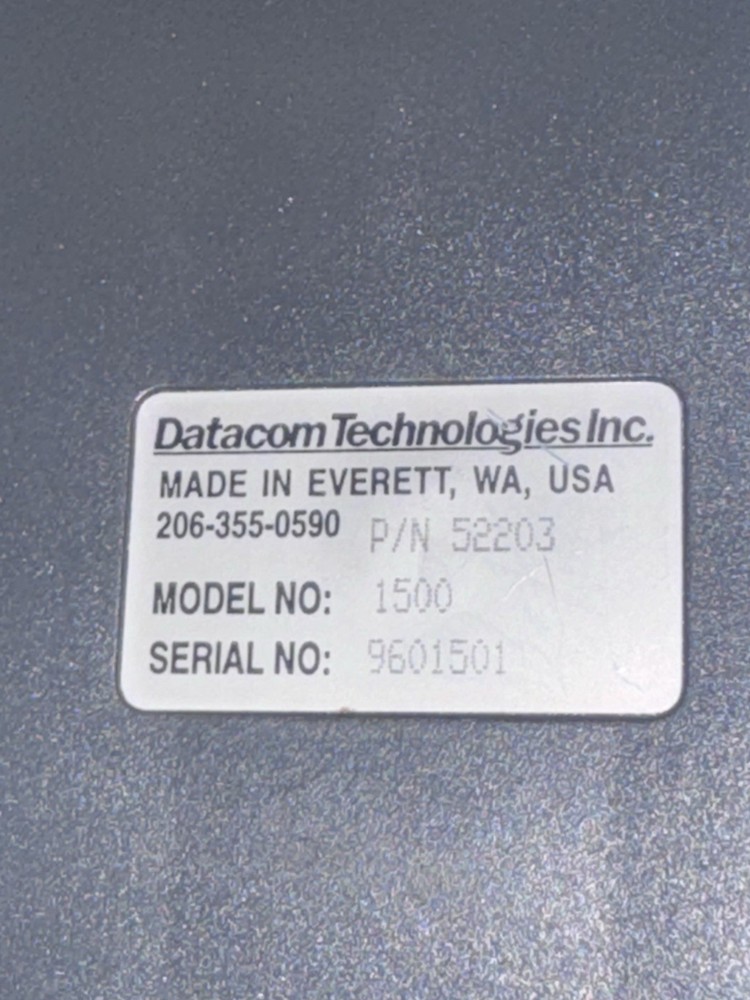 Datacom Technologies Inc.
MADE IN EVERETT, WA, USA
206-355-0590 P/N 52203
MODEL NO: 1500
SERIAL NO: 9601501